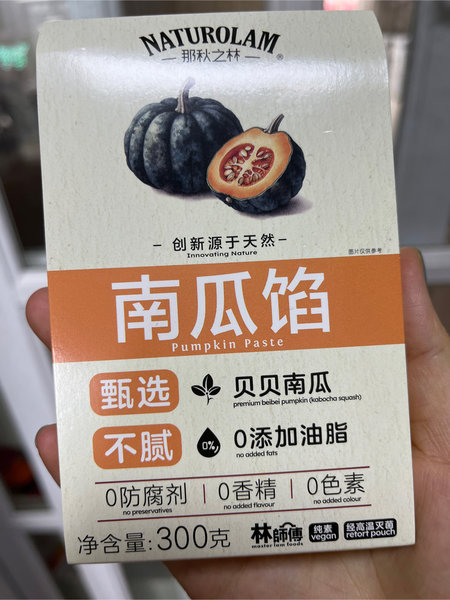 NATUROLAM
那秋之林 ®
创新源于天然
Innovating Nature
图片仅供参考
南瓜馅
Pumpkin Paste
甄选 贝贝南瓜
premium beibei pumpkin (kabocha squash)
不腻 0% 0添加油脂
no added fats
0防腐剂 0香精 0色素
no preservatives no added flavour no added colour
净含量: 300克
林師傅
master lam foods
纯素
vegan
经高温灭菌
retort pouch